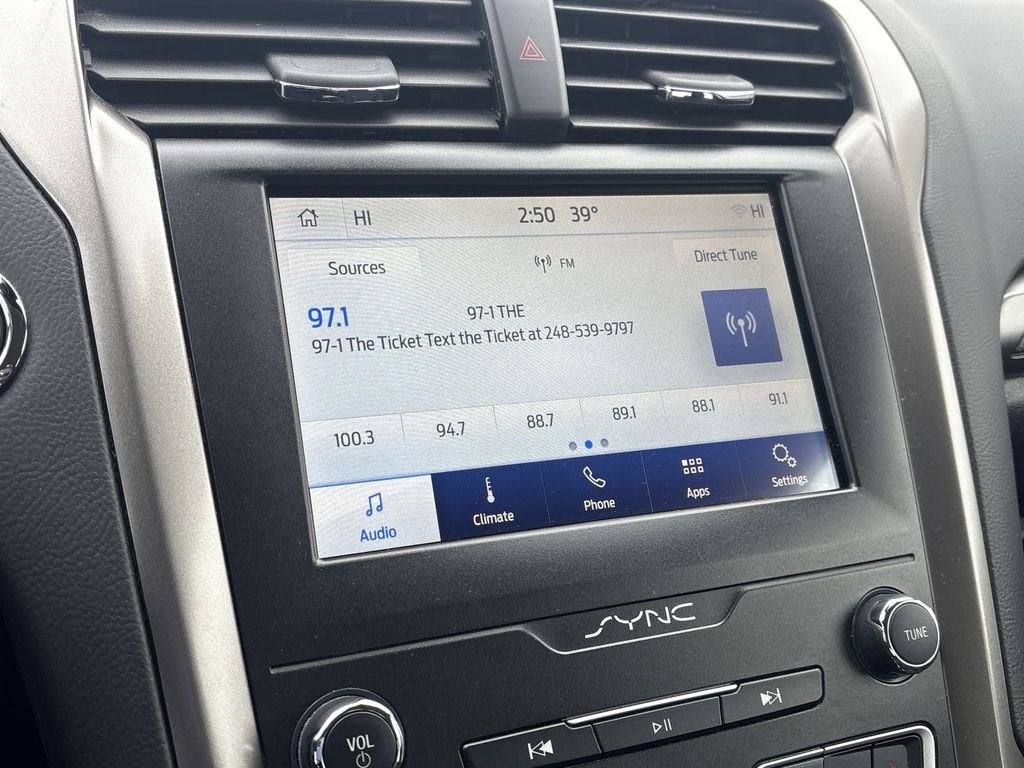 HI 2:50 39° HI
Sources FM Direct Tune
97.1 97-1 THE
97-1 The Ticket Text the Ticket at 248-539-9797
100.3 94.7 88.7 89.1 88.1 91.1
Audio Climate Phone Apps Settings
SYNC
TUNE
VOL